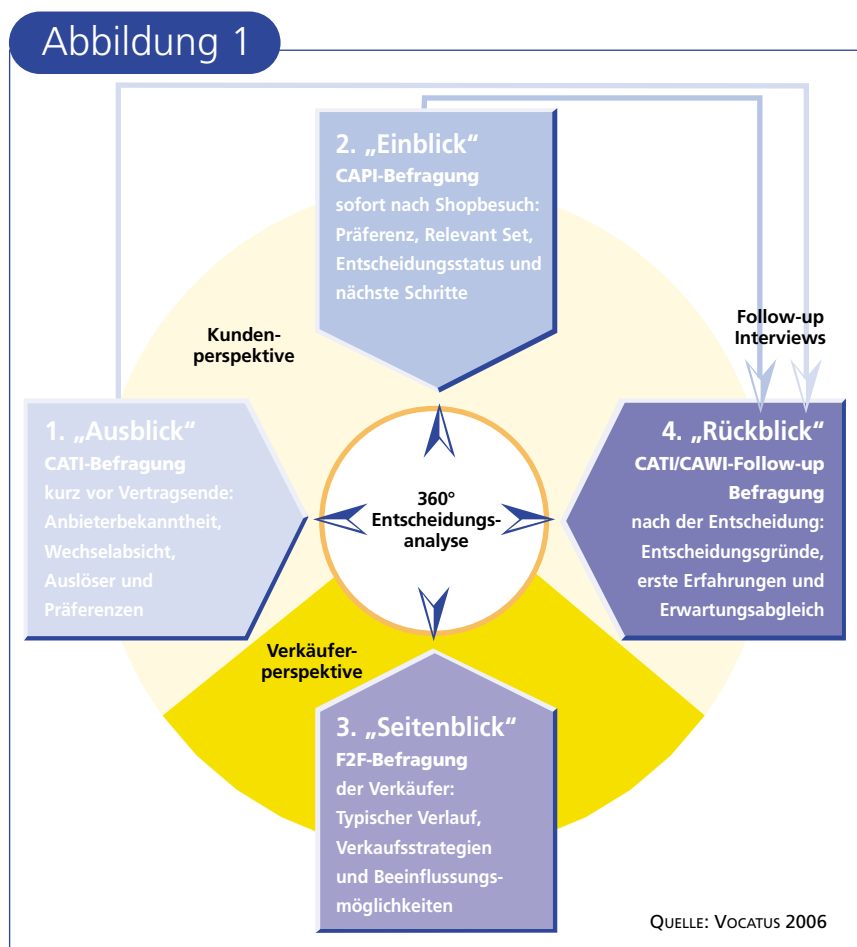 Abbildung 1
2. „Einblick“
CAPI-Befragung
sofort nach Shopbesuch:
Präferenz, Relevant Set,
Entscheidungsstatus und
nächste Schritte
Kunden-
perspektive
Follow-up
Interviews
1. „Ausblick“
CATI-Befragung
kurz vor Vertragsende:
Anbieterbekanntheit,
Wechselabsicht,
Auslöser und
Präferenzen
360°
Entscheidungs-
analyse
4. „Rückblick“
CATI/CAWI-Follow-up
Befragung
nach der Entscheidung:
Entscheidungsgründe,
erste Erfahrungen und
Erwartungsabgleich
Verkäufer-
perspektive
3. „Seitenblick“
F2F-Befragung
der Verkäufer:
Typischer Verlauf,
Verkaufsstrategien
und Beeinflussungs-
möglichkeiten
QUELLE: VOCATUS 2006